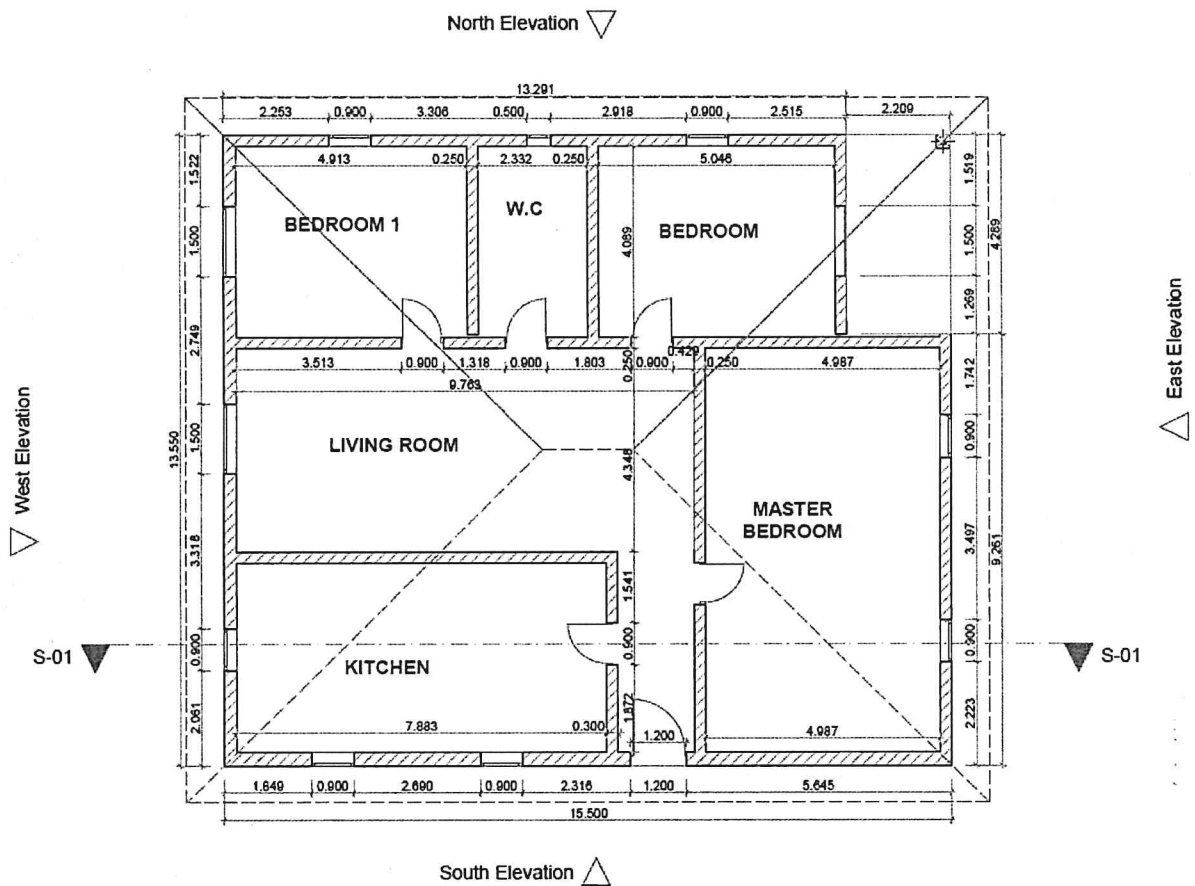 North Elevation
13.291
2.253 0.900 3.306 0.500 2.918 0.900 2.515 2.209
4.913 0.250 2.332 0.250 5.046
1.522
1.519
BEDROOM 1
W.C
BEDROOM
1.500
4.089
1.500
4.289
1.269
2.749
3.513 0.900 1.318 0.900 1.803 0.250 0.900 0.429 0.250 4.987
1.742
9.763
East Elevation
West Elevation
13.550
1.500
LIVING ROOM
4.348
0.900
MASTER
BEDROOM
3.316
3.497
9.261
1.541
S-01
0.900
KITCHEN
0.900
0.900
S-01
2.061
7.883 0.300 1.872 1.200 4.987
2.223
1.849 0.900 2.690 0.900 2.316 1.200 5.645
15.500
South Elevation